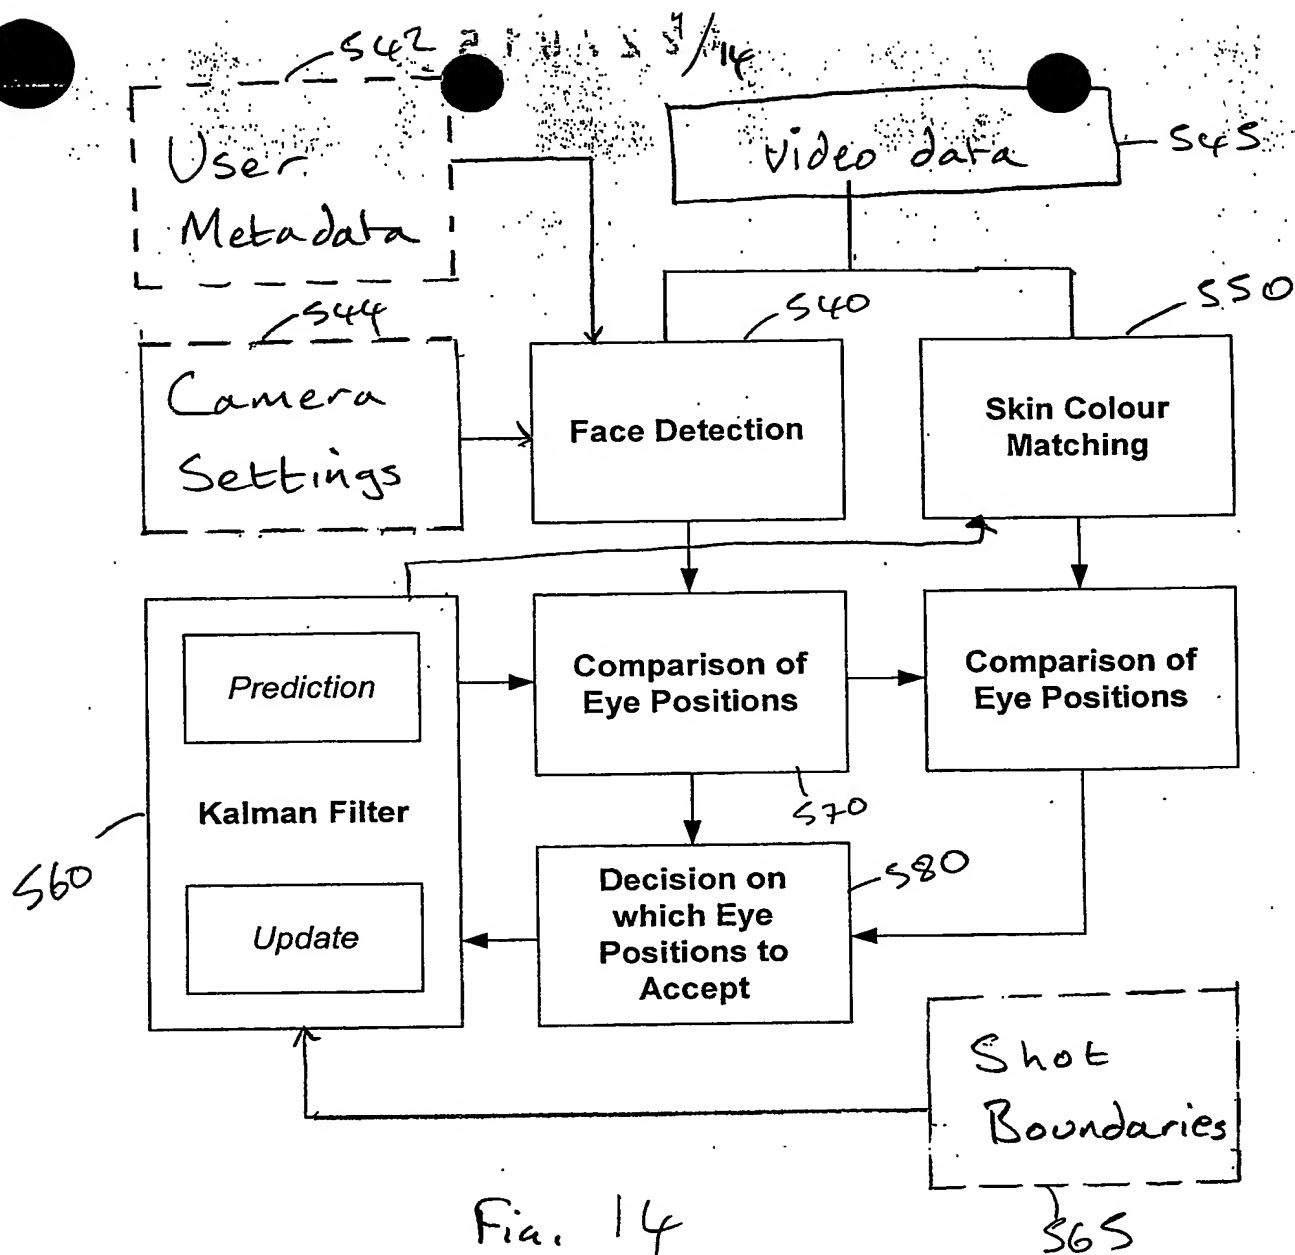 542
9/14
User
Metadata
video data
545
544
540
550
Camera
Settings
Face Detection
Skin Colour
Matching
Prediction
Kalman Filter
Update
560
Comparison of
Eye Positions
570
Comparison of
Eye Positions
Decision on
which Eye
Positions to
Accept
580
Shot
Boundaries
565
Fig. 14